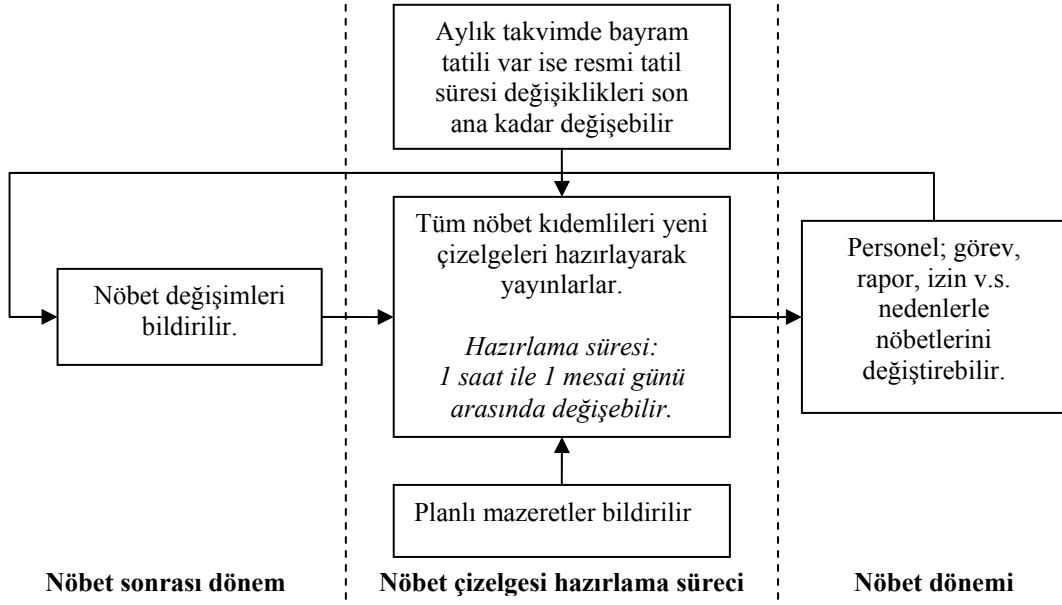 Aylık takvimde bayram
tatili var ise resmi tatil
süresi değişiklikleri son
ana kadar değişebilir
Nöbet değişimleri
bildirilir.
Tüm nöbet kıdemlileri yeni
çizelgeleri hazırlayarak
yayınlarlar.
Hazırlama süresi:
1 saat ile 1 mesai günü
arasında değişebilir.
Personel; görev,
rapor, izin v.s.
nedenlerle
nöbetlerini
değiştirebilir.
Planlı mazeretler bildirilir
Nöbet sonrası dönem
Nöbet çizelgesi hazırlama süreci
Nöbet dönemi